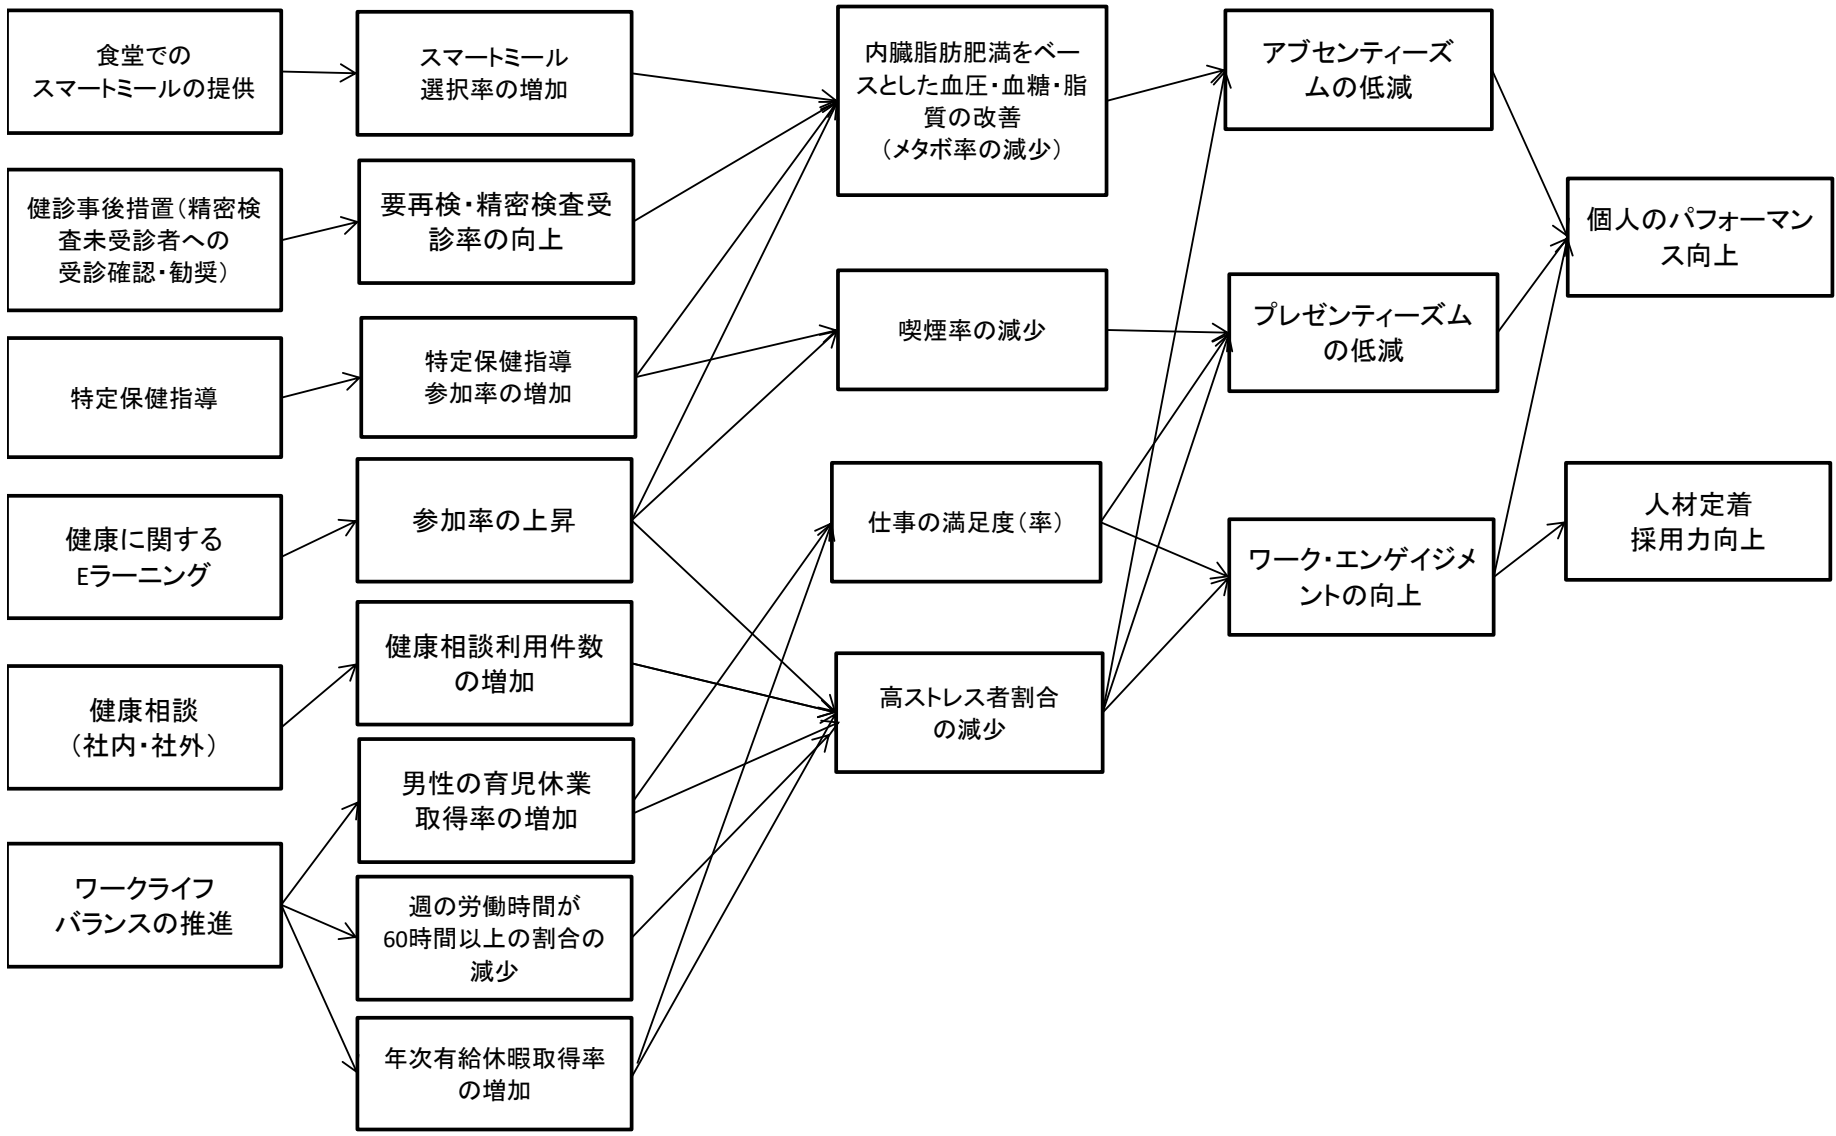 食堂での
スマートミールの提供
健診事後措置（精密検
査未受診者への
受診確認・勧奨）
特定保健指導
健康に関する
Eラーニング
健康相談
（社内・社外）
ワークライフ
バランスの推進
スマートミール
選択率の増加
要再検・精密検査受
診率の向上
特定保健指導
参加率の増加
参加率の上昇
健康相談利用件数
の増加
男性の育児休業
取得率の増加
週の労働時間が
60時間以上の割合の
減少
年次有給休暇取得率
の増加
内臓脂肪肥満をベー
スとした血圧・血糖・脂
質の改善
（メタボ率の減少）
喫煙率の減少
仕事の満足度（率）
高ストレス者割合
の減少
アブセンティーズ
ムの低減
プレゼンティーズム
の低減
ワーク・エンゲイジメ
ントの向上
個人のパフォーマン
ス向上
人材定着
採用力向上